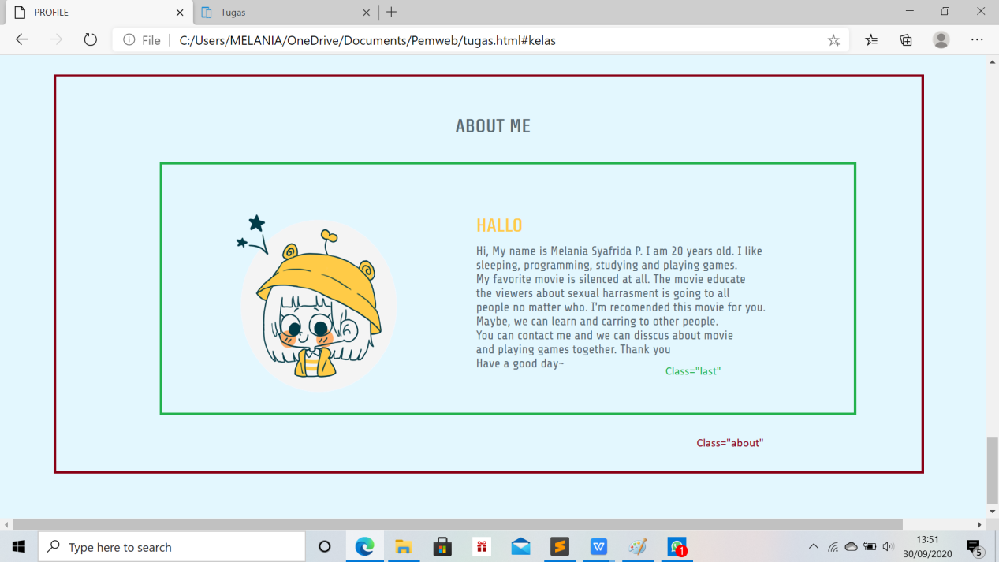 PROFILE
Tugas
File
C:/Users/MELANIA/OneDrive/Documents/Pemweb/tugas.html#kelas
ABOUT ME
HALLO
Hi, My name is Melania Syafrida P. I am 20 years old. I like
sleeping, programming, studying and playing games.
My favorite movie is silenced at all. The movie educate
the viewers about sexual harrasment is going to all
people no matter who. I'm recomended this movie for you.
Maybe, we can learn and carring to other people.
You can contact me and we can disscus about movie
and playing games together. Thank you
Have a good day~
Class="last"
Class="about"
Type here to search
W
1
13:51
30/09/2020
5